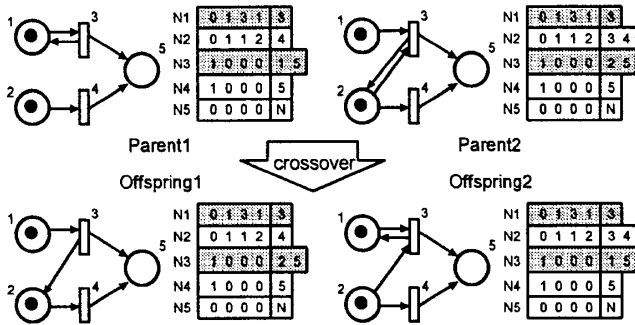 1 3 5 2 4
N1 0 1 3 1 3
N2 0 1 1 2 4
N3 1 0 0 0 1 5
N4 1 0 0 0 5
N5 0 0 0 0 N
Parent1
1 3 5 2 4
N1 0 1 3 1 3
N2 0 1 1 2 3 4
N3 1 0 0 0 2 5
N4 1 0 0 0 5
N5 0 0 0 0 N
Parent2
crossover
Offspring1
1 3 5 2 4
N1 0 1 3 1 3
N2 0 1 1 2 4
N3 1 0 0 0 2 5
N4 1 0 0 0 5
N5 0 0 0 0 N
Offspring2
1 3 5 2 4
N1 0 1 3 1 3
N2 0 1 1 2 3 4
N3 1 0 0 0 1 5
N4 1 0 0 0 5
N5 0 0 0 0 N